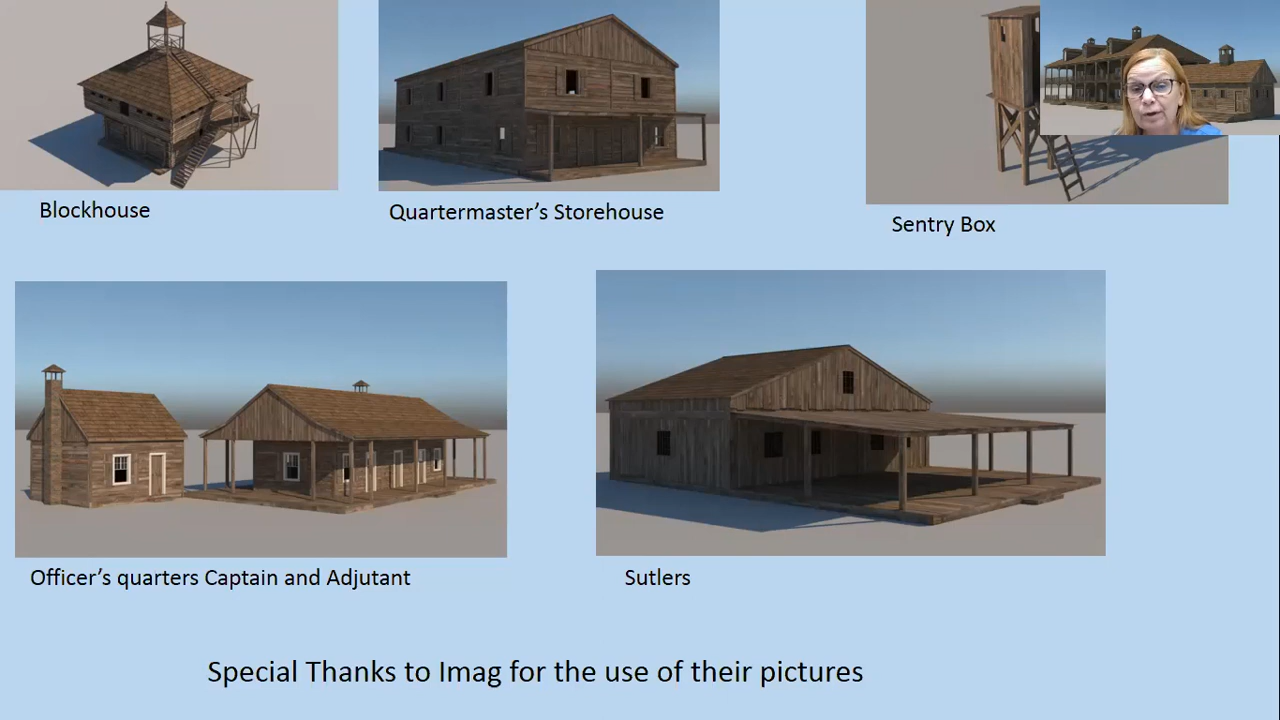 Blockhouse
Quartermaster’s Storehouse
Sentry Box
Officer’s quarters Captain and Adjutant
Sutlers
Special Thanks to Imag for the use of their pictures